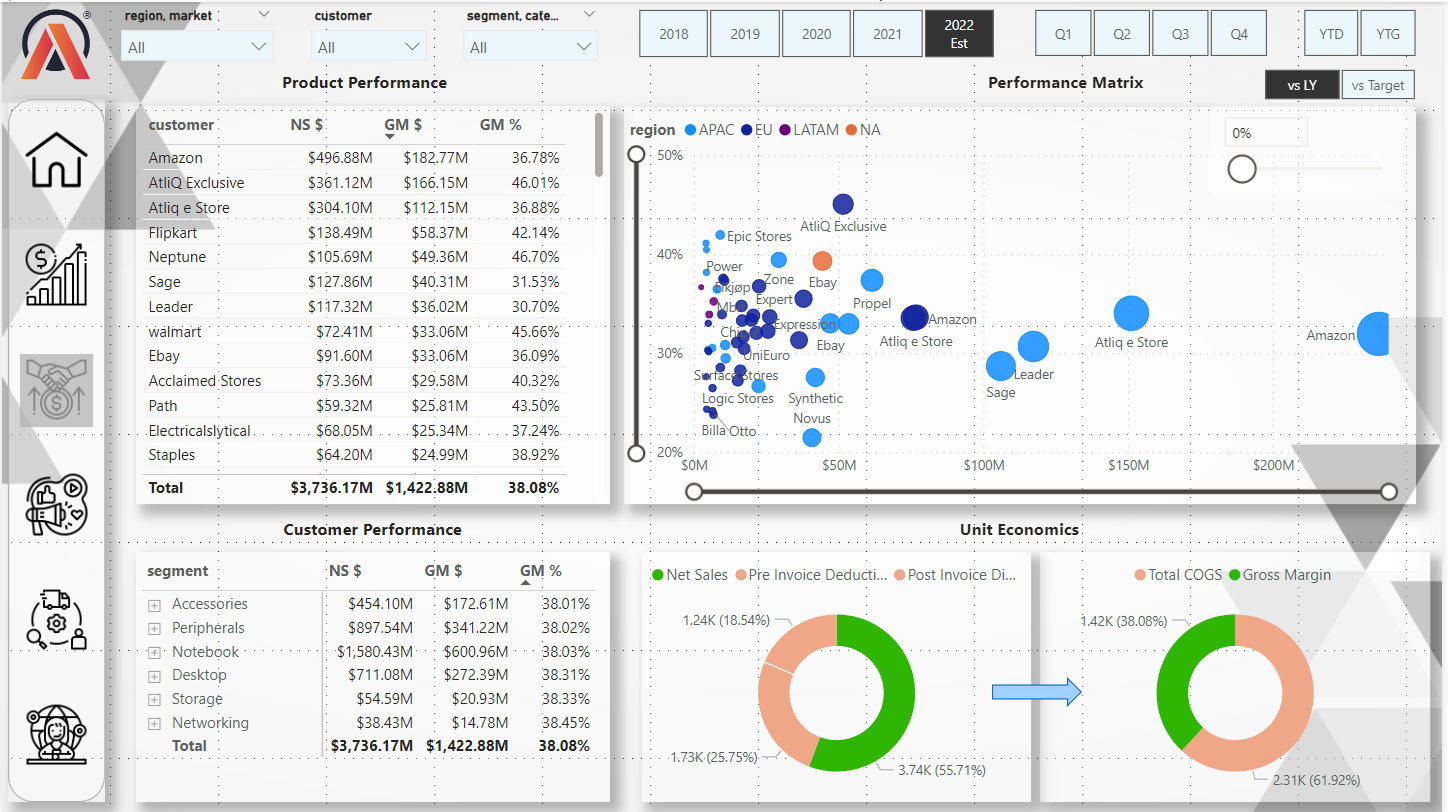 region, market
customer
segment, cate...
All
All
All
2018
2019
2020
2021
2022
Est
Q1
Q2
Q3
Q4
YTD
YTG
Product Performance
Performance Matrix
vs LY
vs Target
customer NS $ GM $ GM %
Amazon $496.88M $182.77M 36.78%
AtliQ Exclusive $361.12M $166.15M 46.01%
Atliq e Store $304.10M $112.15M 36.88%
Flipkart $138.49M $58.37M 42.14%
Neptune $105.69M $49.36M 46.70%
Sage $127.86M $40.31M 31.53%
Leader $117.32M $36.02M 30.70%
walmart $72.41M $33.06M 45.66%
Ebay $91.60M $33.06M 36.09%
Acclaimed Stores $73.36M $29.58M 40.32%
Path $59.32M $25.81M 43.50%
Electricalslytical $68.05M $25.34M 37.24%
Staples $64.20M $24.99M 38.92%
Total $3,736.17M $1,422.88M 38.08%
region APAC EU LATAM NA
0%
50%
40%
30%
20%
$0M
$50M
$100M
$150M
$200M
AtliQ Exclusive
Epic Stores
Power
Zone
Ebay
Elkjøp
Expert
Propel
Mbit
Expression
Amazon
Chip
Ebay
Atliq e Store
Atliq e Store
Amazon
UniEuro
Surface Stores
Leader
Sage
Logic Stores
Synthetic
Novus
Billa
Otto
Customer Performance
Unit Economics
segment NS $ GM $ GM %
Accessories $454.10M $172.61M 38.01%
Peripherals $897.54M $341.22M 38.02%
Notebook $1,580.43M $600.96M 38.03%
Desktop $711.08M $272.39M 38.31%
Storage $54.59M $20.93M 38.33%
Networking $38.43M $14.78M 38.45%
Total $3,736.17M $1,422.88M 38.08%
Net Sales Pre Invoice Deducti... Post Invoice Di...
1.24K (18.54%)
1.73K (25.75%)
3.74K (55.71%)
Total COGS Gross Margin
1.42K (38.08%)
2.31K (61.92%)